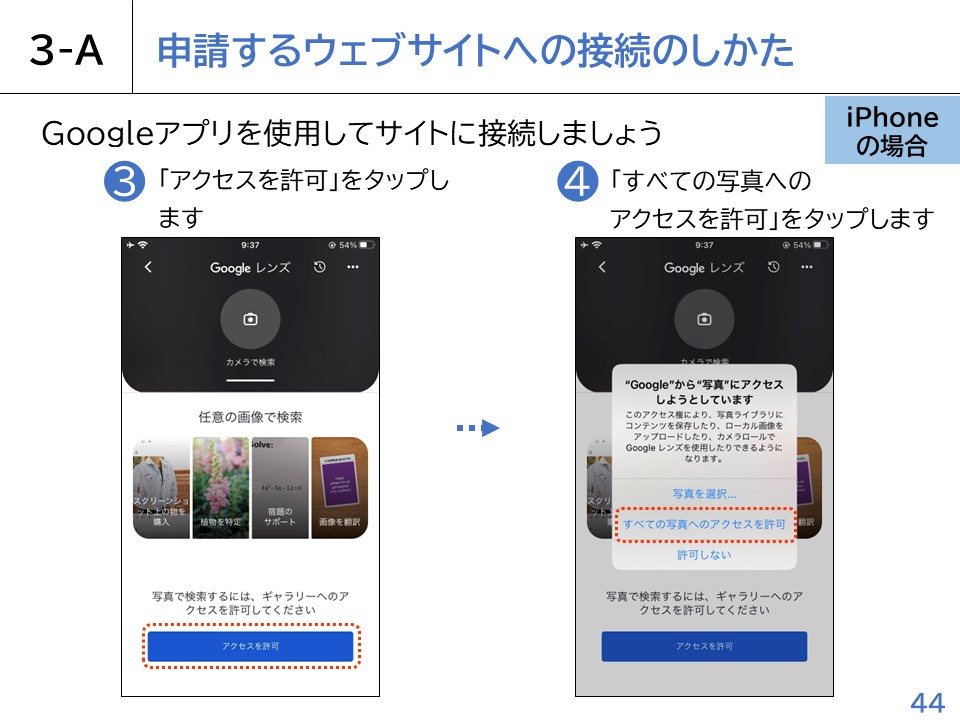 3-A
申請するウェブサイトへの接続のしかた
iPhone
の場合
Googleアプリを使用してサイトに接続しましょう
❸
「アクセスを許可」をタップし
ます
9:37
54%
Google レンズ
カメラで検索
任意の画像で検索
スクリーンショ
ット上の物を
購入
植物を特定
Solve:
4x² - 5x - 12=0
宿題の
サポート
画像を翻訳
写真で検索するには、ギャラリーへのア
クセスを許可してください
アクセスを許可
❹
「すべての写真への
アクセスを許可」をタップします
9:37
54%
Google レンズ
カメラで検索
“Google”から“写真”にアクセス
しようとしています
このアクセス権により、写真ライブラリに
コンテンツを保存したり、ローカル画像を
アップロードしたり、カメラロールで
Google レンズを使用したりできるように
なります。
写真を選択...
すべての写真へのアクセスを許可
許可しない
写真で検索するには、ギャラリーへのア
クセスを許可してください
アクセスを許可
44